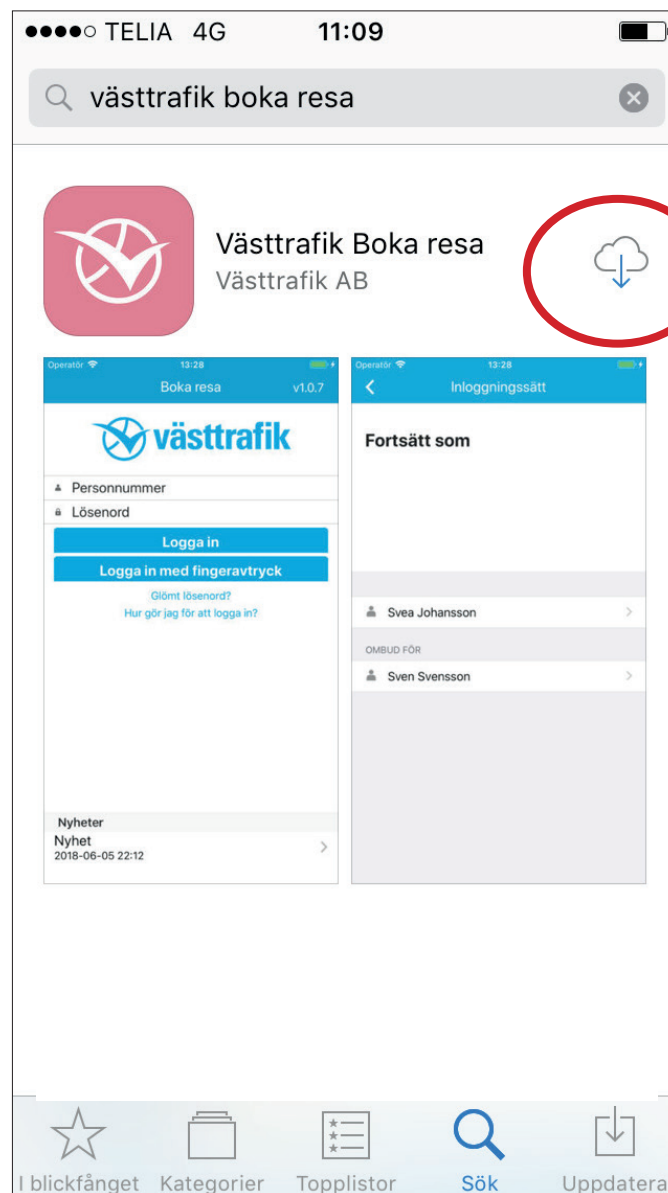 TELIA 4G 11:09
västtrafik boka resa
Västtrafik Boka resa
Västtrafik AB
Operatör 13:28
Boka resa v1.0.7
västtrafik
Personnummer
Lösenord
Logga in
Logga in med fingeravtryck
Glömt lösenord?
Hur gör jag för att logga in?
Nyheter
Nyhet
2018-06-05 22:12
Operatör 13:28
Inloggningssätt
Fortsätt som
Svea Johansson
OMBUD FÖR
Sven Svensson
I blickfånget Kategorier Topplistor Sök Uppdatera